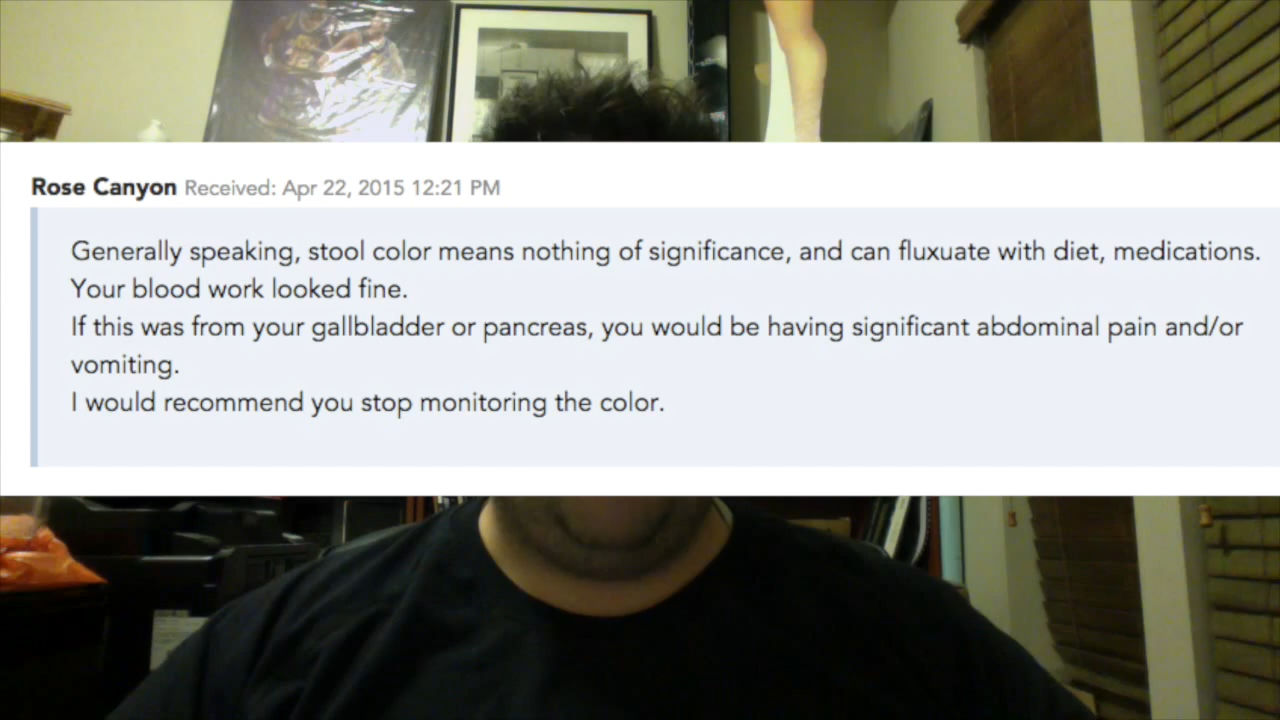 Rose Canyon Received: Apr 22, 2015 12:21 PM
Generally speaking, stool color means nothing of significance, and can fluxuate with diet, medications.
Your blood work looked fine.
If this was from your gallbladder or pancreas, you would be having significant abdominal pain and/or
vomiting.
I would recommend you stop monitoring the color.